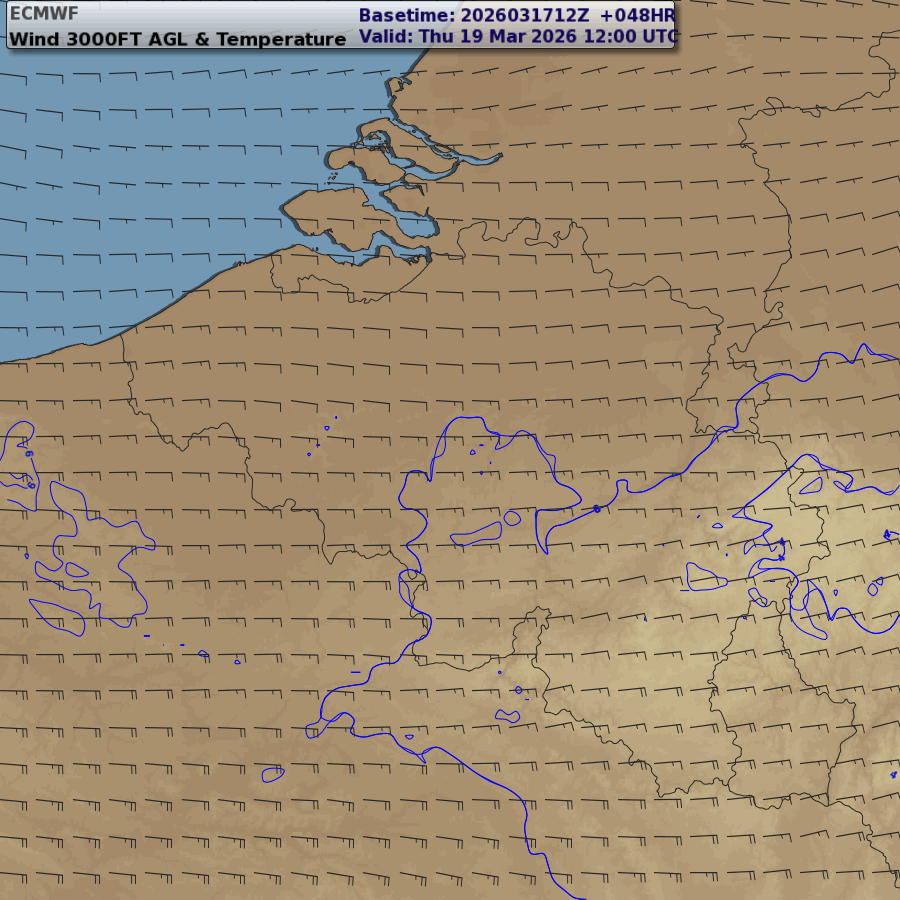 ECMWF
Basetime: 2026031712Z +048HR
Wind 3000FT AGL & Temperature
Valid: Thu 19 Mar 2026 12:00 UTC